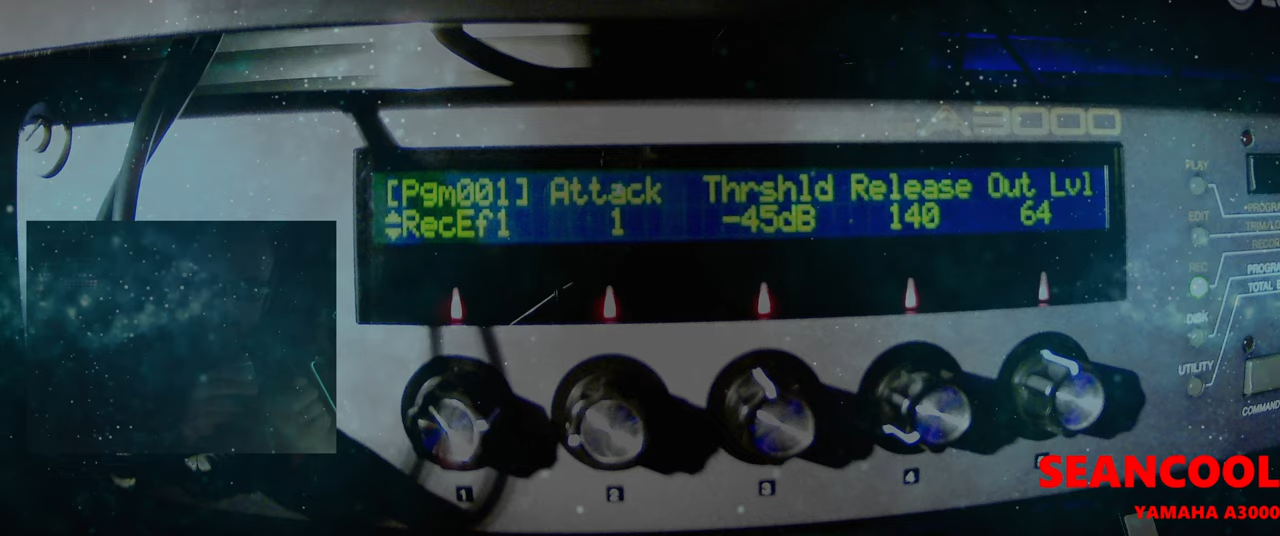 A3000
[Pgm001] Attack Thrshld Release Out Lvl
RecEf1 1 -45dB 140 64
PLAY
EDIT
REC
DISK
UTILITY
TOTAL
1
2
3
4
SEANCOOL
YAMAHA A3000